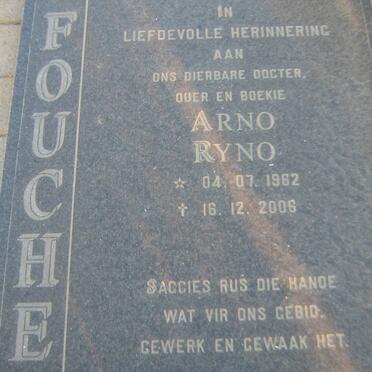 FOUCHE
IN
LIEFDEVOLLE HERINNERING
AAN
ONS DIERBARE DOGTER,
OUER EN BOEKIE
ARNO
RYNO
☆ 04. 07. 1962
✝ 16. 12. 2006
SAGGIES RUS DIE HANDE
WAT VIR ONS GEBID.
GEWERK EN GEWAAK HET.